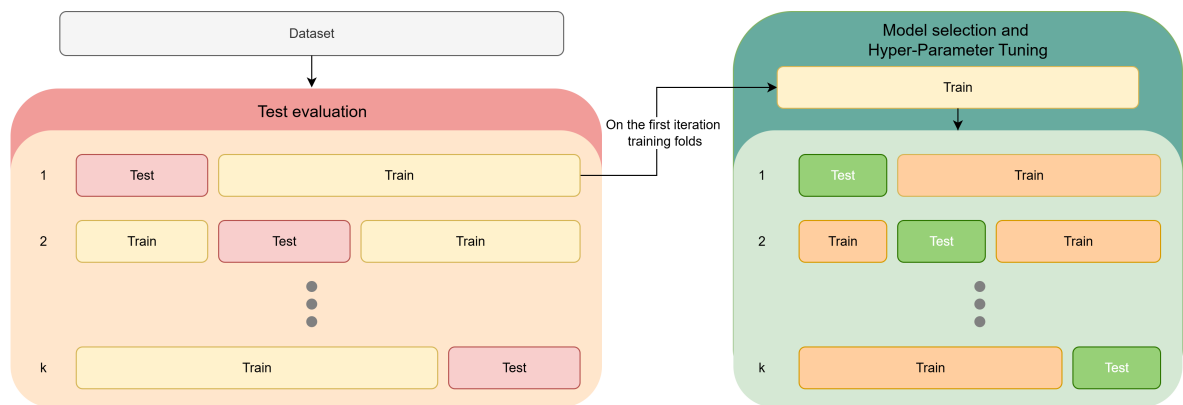 Dataset
Test evaluation
1
Test
Train
2
Train
Test
Train
k
Train
Test
On the first iteration
training folds
Model selection and
Hyper-Parameter Tuning
Train
1
Test
Train
2
Train
Test
Train
k
Train
Test